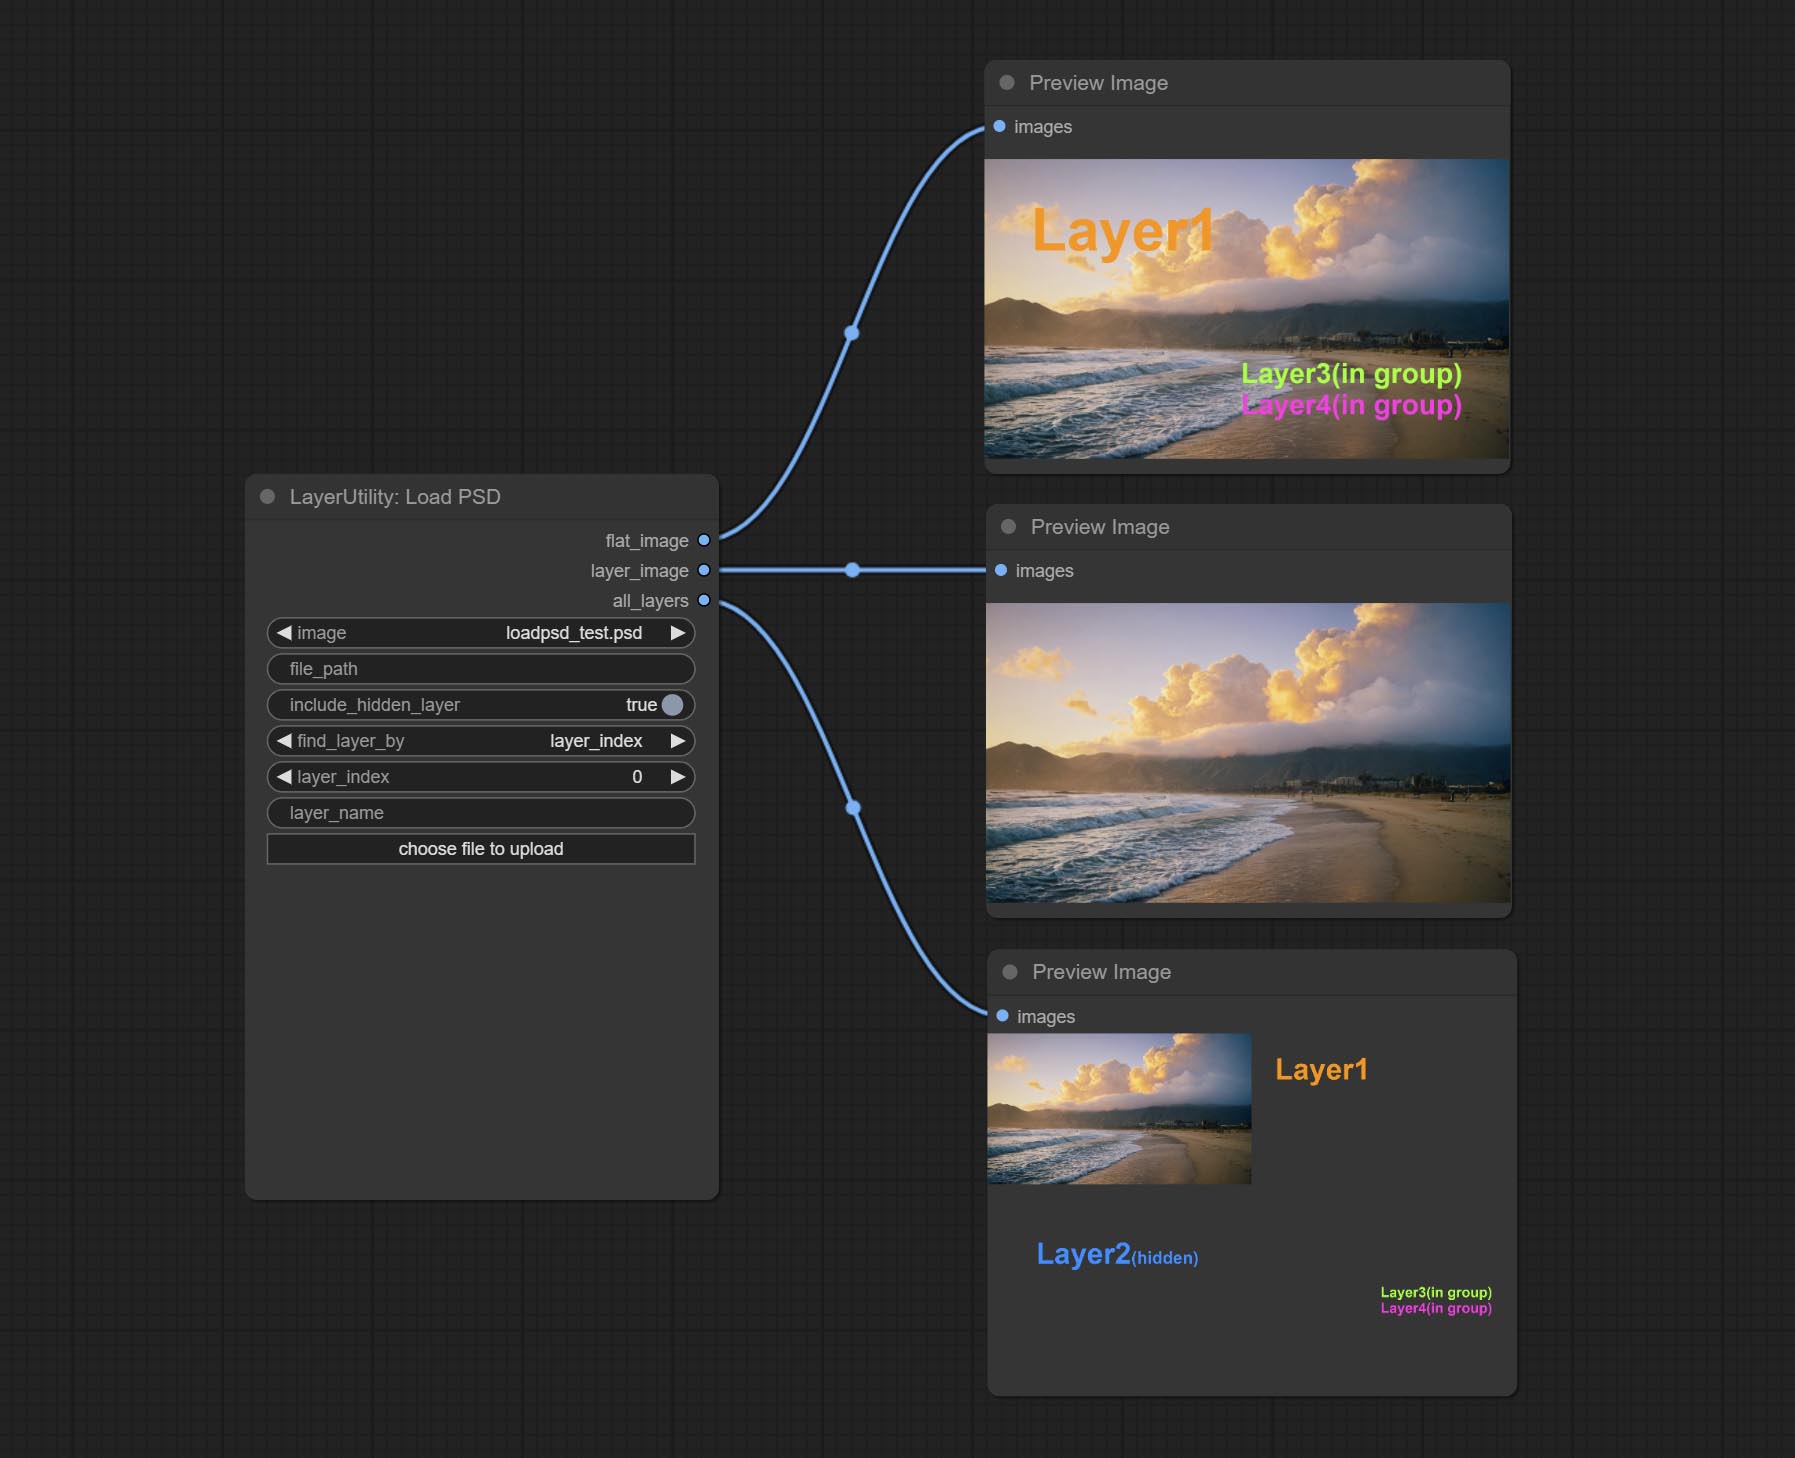 LayerUtility: Load PSD
flat_image
layer_image
all_layers
image loadpsd_test.psd
file_path
include_hidden_layer true
find_layer_by layer_index
layer_index 0
layer_name
choose file to upload
Preview Image
images
Layer1
Layer3(in group)
Layer4(in group)
Preview Image
images
Preview Image
images
Layer1
Layer2(hidden)
Layer3(in group)
Layer4(in group)